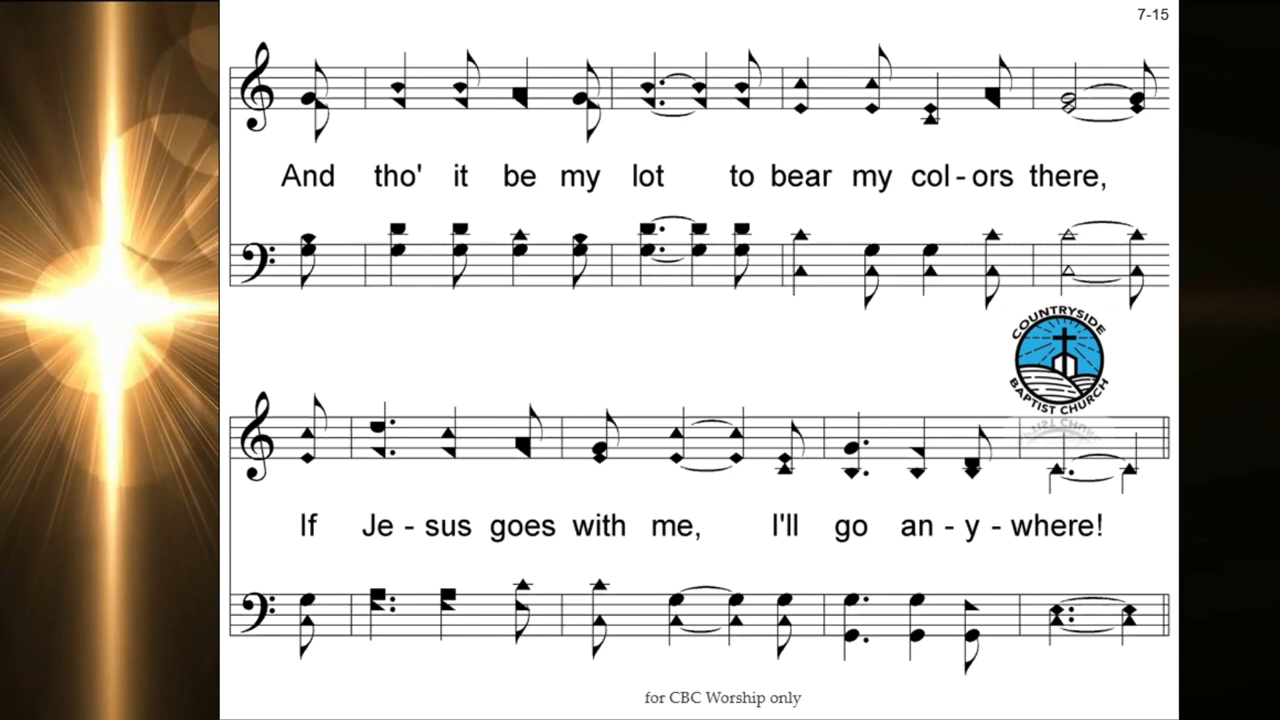 7-15
And tho' it be my lot to bear my col - ors there,
COUNTRYSIDE
BAPTIST CHURCH
If Je - sus goes with me, I'll go an - y - where!
for CBC Worship only